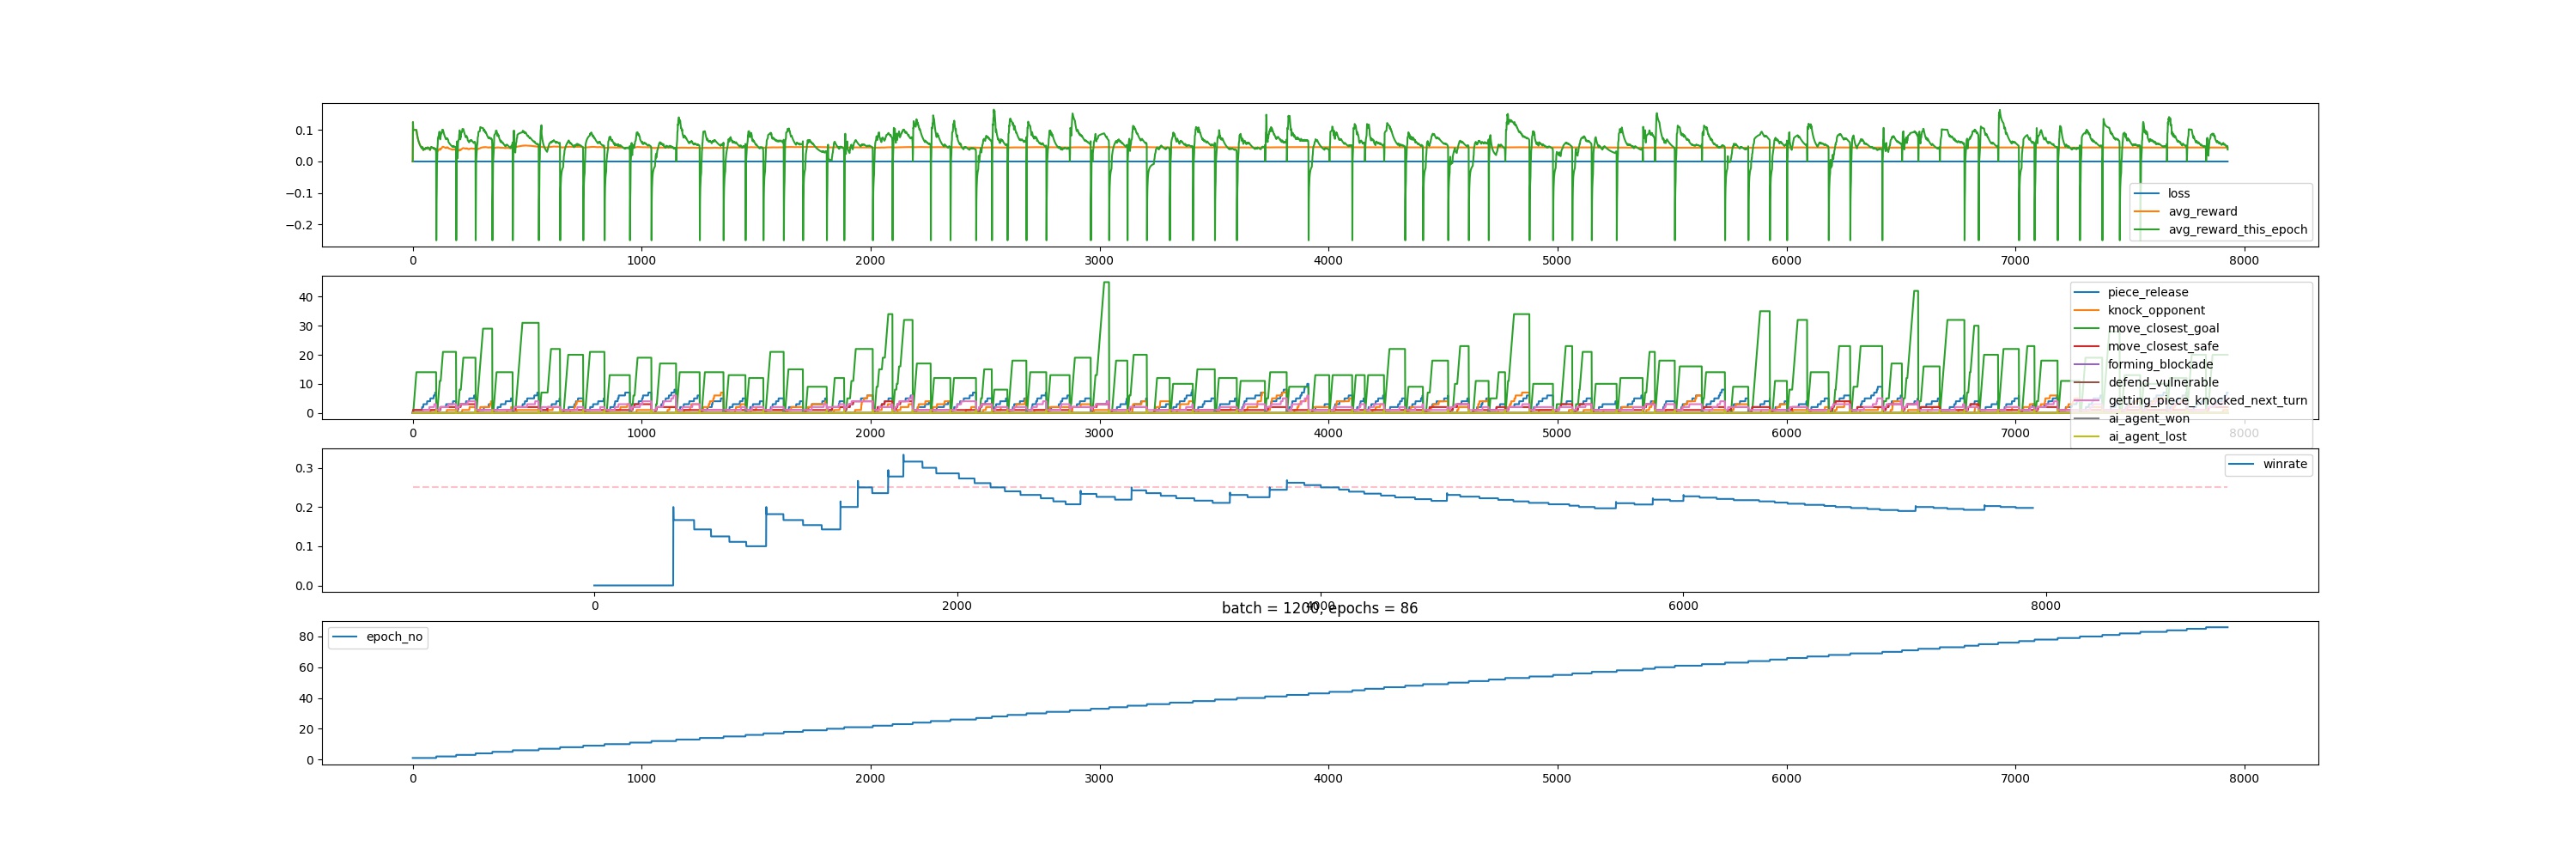 0.1
0.0
−0.1
−0.2
loss
avg_reward
avg_reward_this_epoch
0 1000 2000 3000 4000 5000 6000 7000 8000
40
30
20
10
0
piece_release
knock_opponent
move_closest_goal
move_closest_safe
forming_blockade
defend_vulnerable
getting_piece_knocked_next_turn
ai_agent_won
ai_agent_lost
0 1000 2000 3000 4000 5000 6000 7000 8000
0.3
0.2
0.1
0.0
winrate
0 2000 4000 6000 8000
batch = 1200, epochs = 86
80
60
40
20
0
epoch_no
0 1000 2000 3000 4000 5000 6000 7000 8000